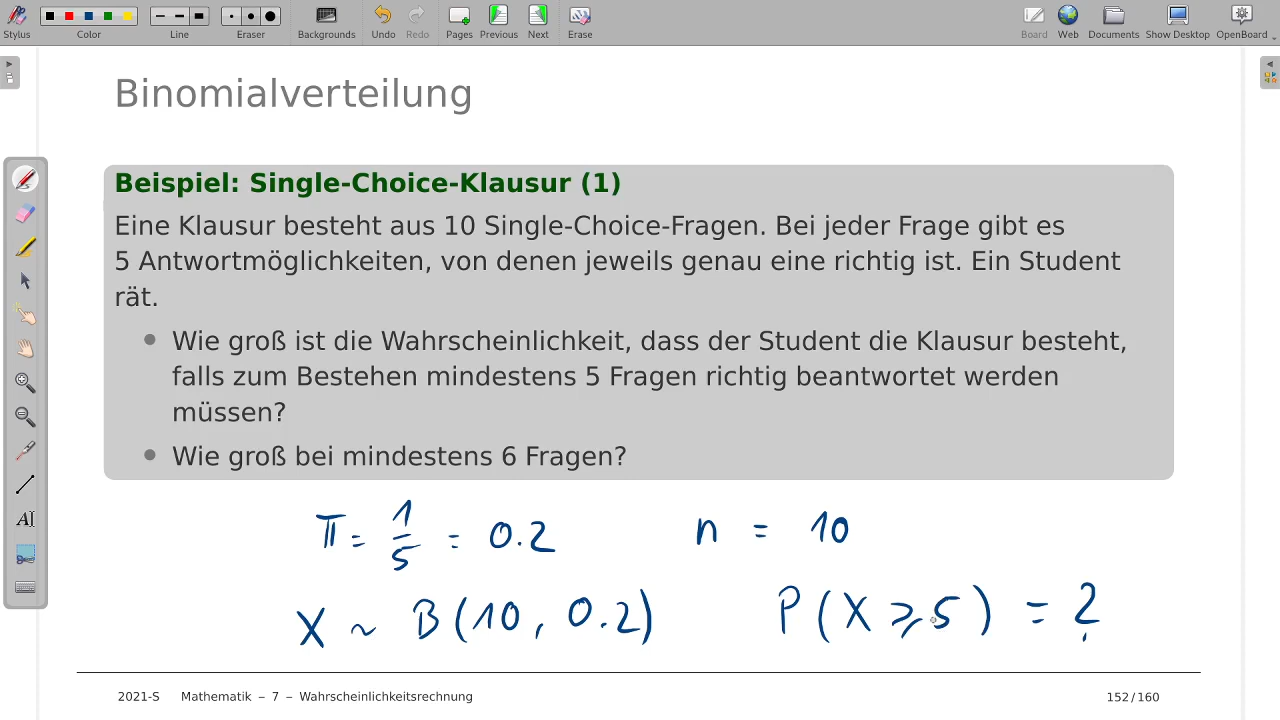 Stylus Color Line Eraser Backgrounds Undo Redo Pages Previous Next Erase Board Web Documents Show Desktop OpenBoard
Binomialverteilung
Beispiel: Single-Choice-Klausur (1)
Eine Klausur besteht aus 10 Single-Choice-Fragen. Bei jeder Frage gibt es
5 Antwortmöglichkeiten, von denen jeweils genau eine richtig ist. Ein Student
rät.
• Wie groß ist die Wahrscheinlichkeit, dass der Student die Klausur besteht,
falls zum Bestehen mindestens 5 Fragen richtig beantwortet werden
müssen?
• Wie groß bei mindestens 6 Fragen?
π = 1/5 = 0.2 n = 10
X ~ B(10, 0.2) P(X ≥ 5) = ?
2021-S Mathematik – 7 – Wahrscheinlichkeitsrechnung 152/160